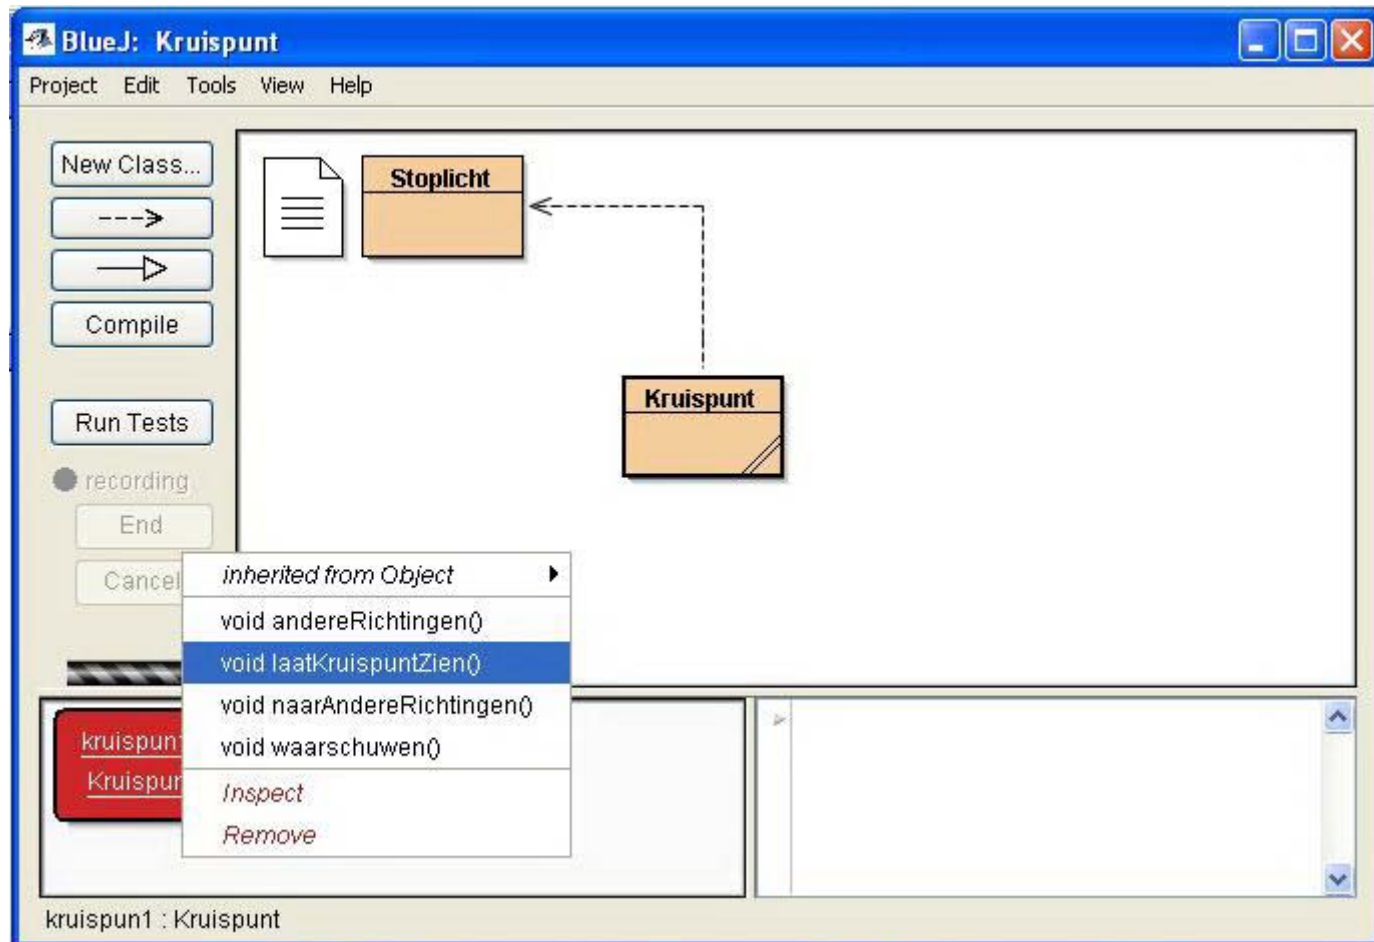 BlueJ: Kruispunt
Project Edit Tools View Help
New Class...
Compile
Run Tests
recording
End
Cancel
Stoplicht
Kruispunt
inherited from Object
void andereRichtingen()
void laatKruispuntZien()
void naarAndereRichtingen()
void waarschuwen()
Inspect
Remove
kruispun1 : Kruispunt